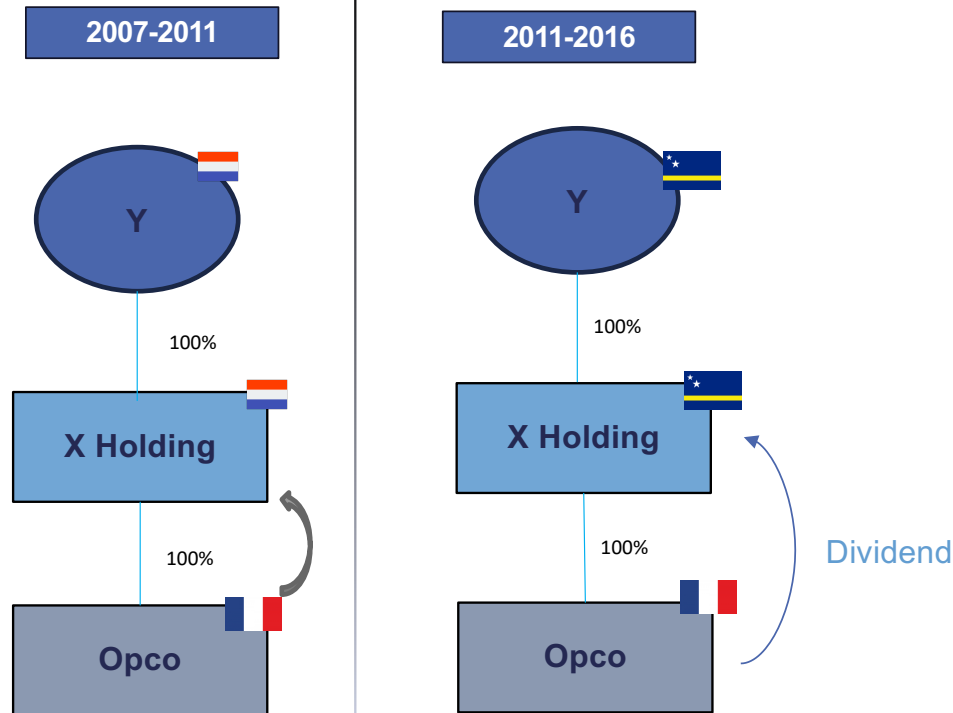 2007-2011
Y
100%
X Holding
100%
Opco
2011-2016
Y
100%
X Holding
100%
Dividend
Opco